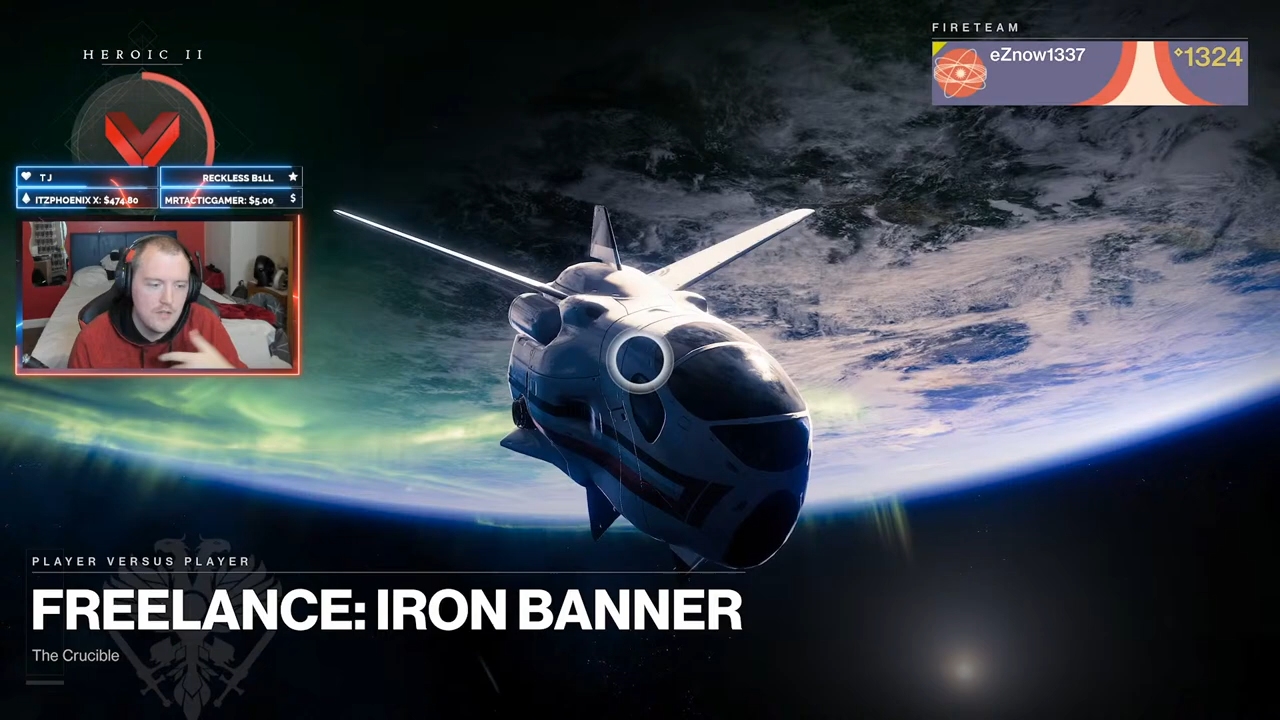 HEROIC II
FIRETEAM
eZnow1337
1324
TJ
RECKLESS B1LL
ITZPHOENIX X: $474.80
MRTACTICGAMER: $5.00
PLAYER VERSUS PLAYER
FREELANCE: IRON BANNER
The Crucible